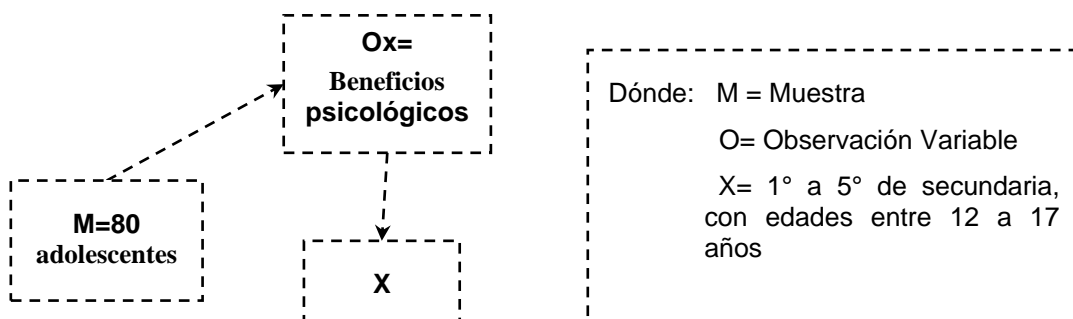 Ox=
Beneficios
psicológicos
M=80
adolescentes
X
Dónde: M = Muestra
O= Observación Variable
X= 1° a 5° de secundaria,
con edades entre 12 a 17
años